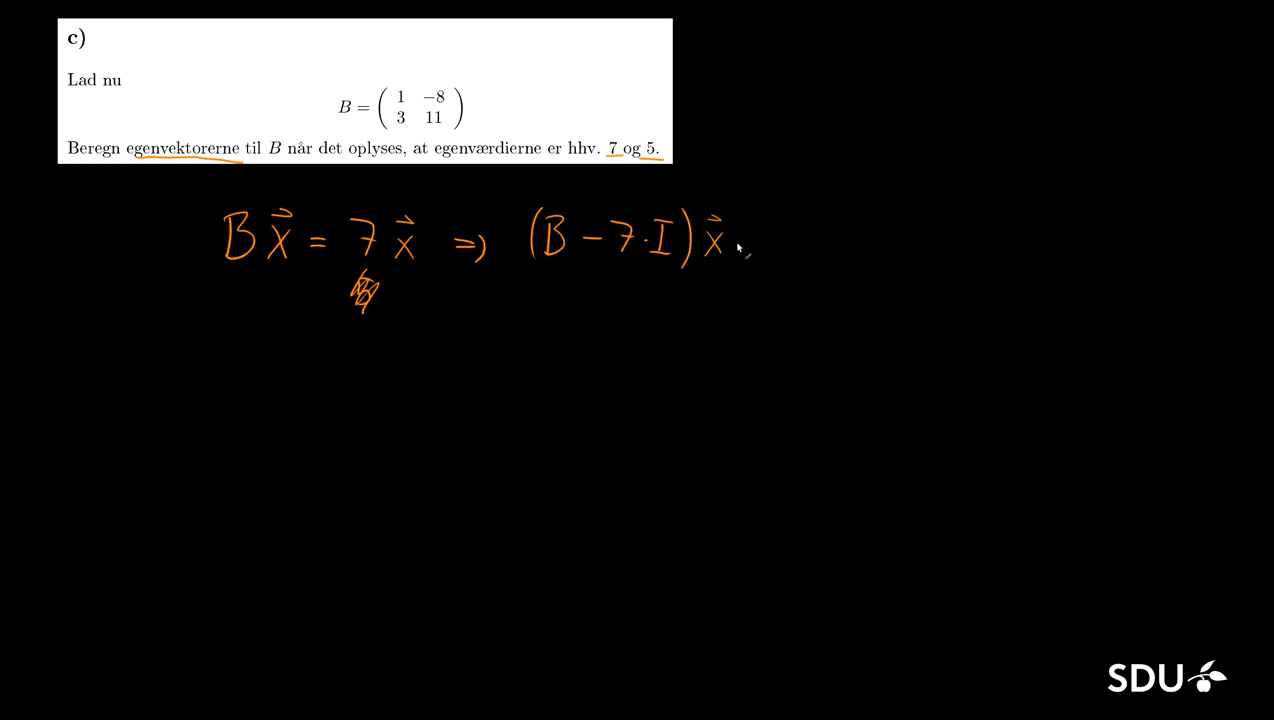 c)
Lad nu
B = ( 1 −8
3 11 )
Beregn egenvektorerne til B når det oplyses, at egenværdierne er hhv. 7 og 5.
B x⃗ = 7 x⃗ ⇒ (B − 7 · I) x⃗
SDU